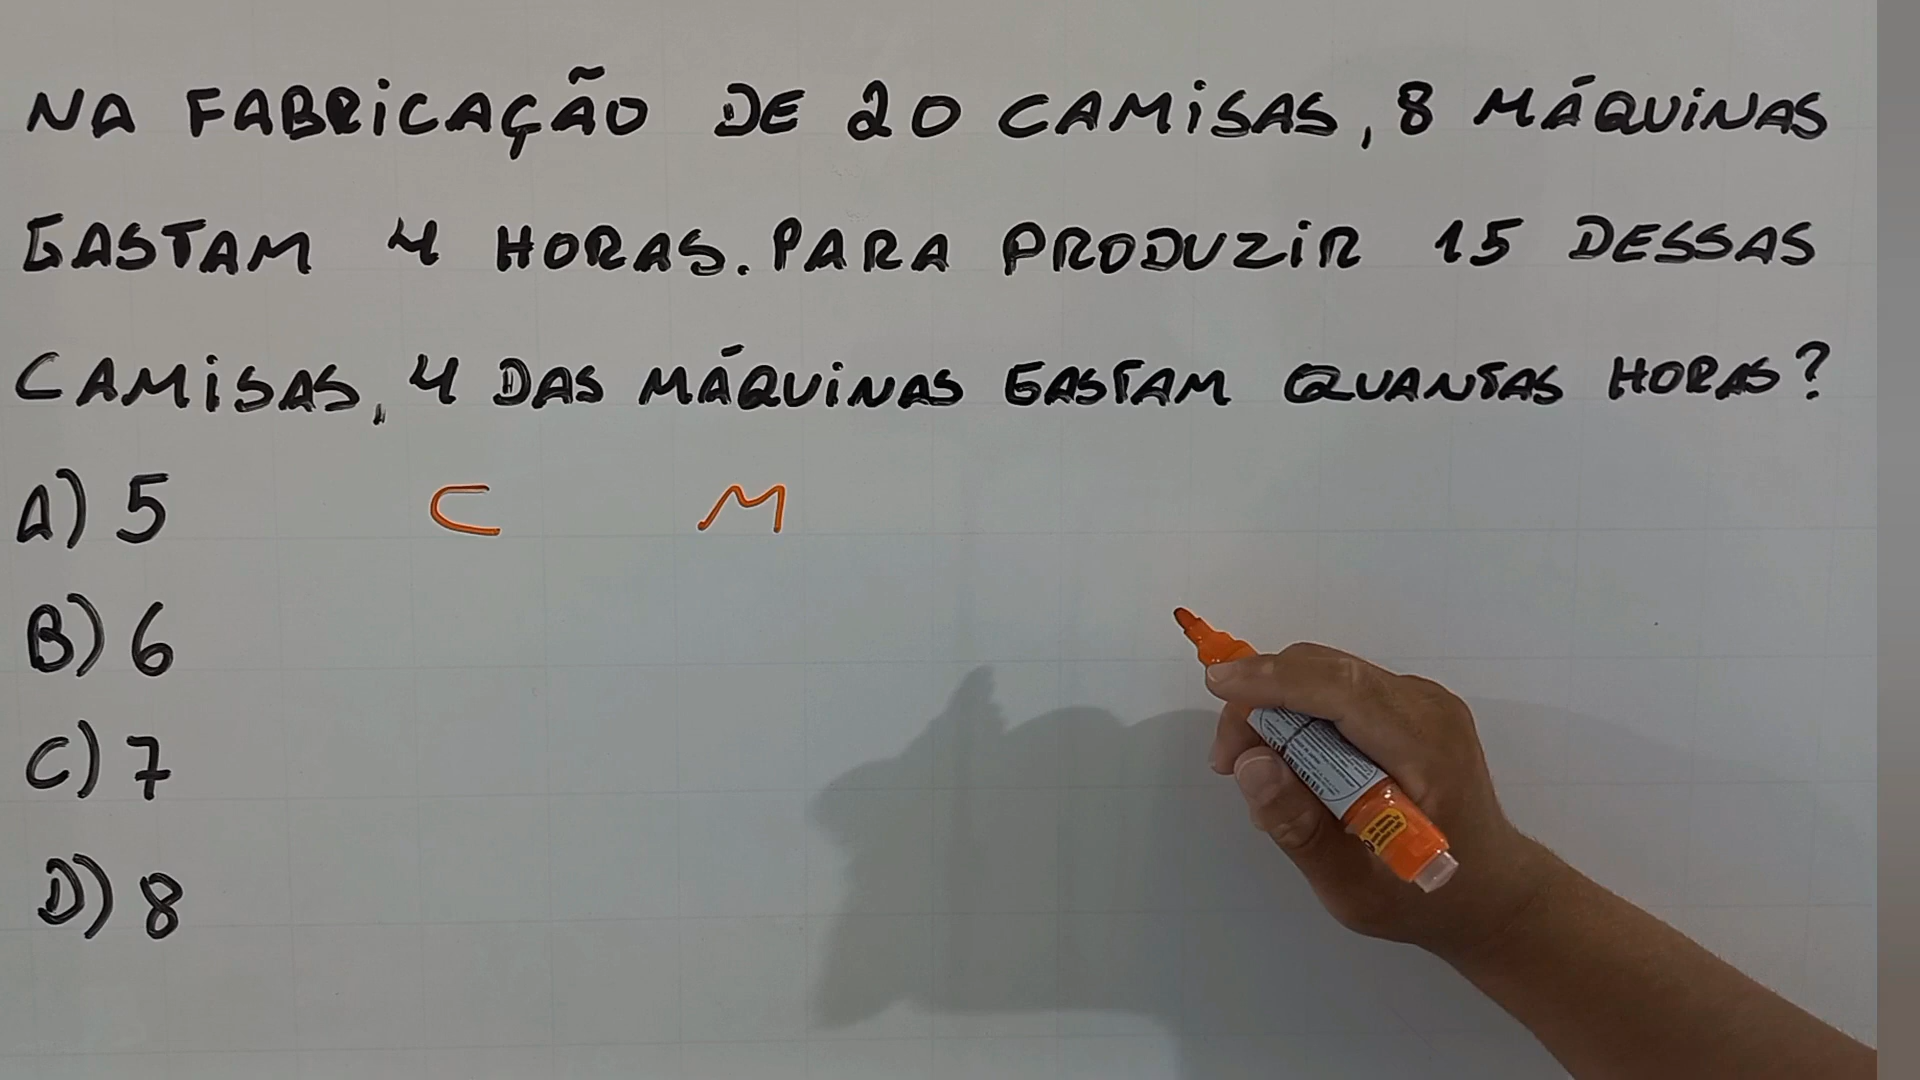 NA FABRICAÇÃO DE 20 CAMISAS, 8 MÁQUINAS
GASTAM 4 HORAS. PARA PRODUZIR 15 DESSAS
CAMISAS, 4 DAS MÁQUINAS GASTAM QUANTAS HORAS?
A) 5 C M
B) 6
C) 7
D) 8